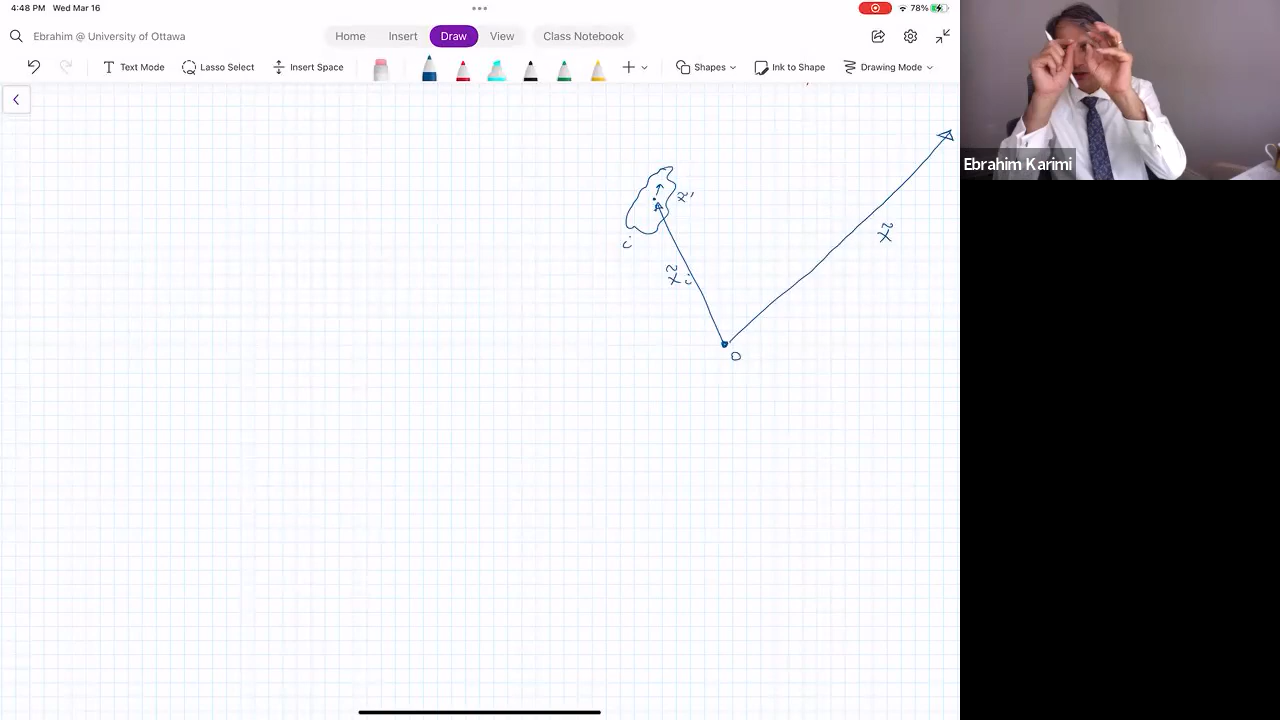 4:48 PM Wed Mar 16
78%
Ebrahim @ University of Ottawa
Home Insert Draw View Class Notebook
Text Mode Lasso Select Insert Space Shapes Ink to Shape Drawing Mode
Ebrahim Karimi
x'
i
x̃
x̃i
O